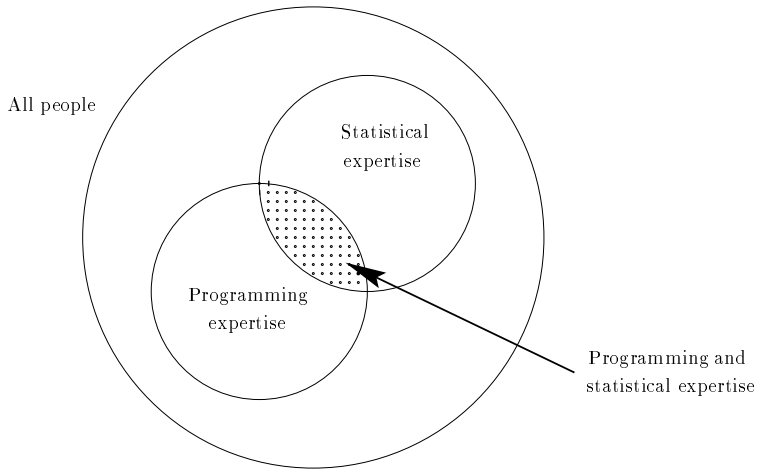 All people
Statistical
expertise
Programming
expertise
Programming and
statistical expertise